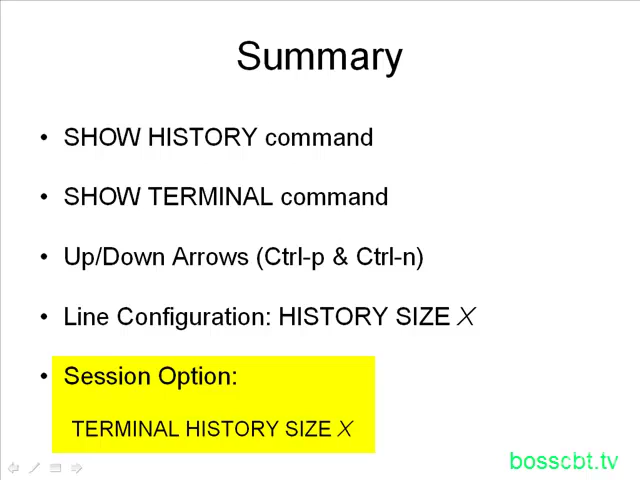 Summary
• SHOW HISTORY command
• SHOW TERMINAL command
• Up/Down Arrows (Ctrl-p & Ctrl-n)
• Line Configuration: HISTORY SIZE X
• Session Option:
TERMINAL HISTORY SIZE X
bosscbt.tv